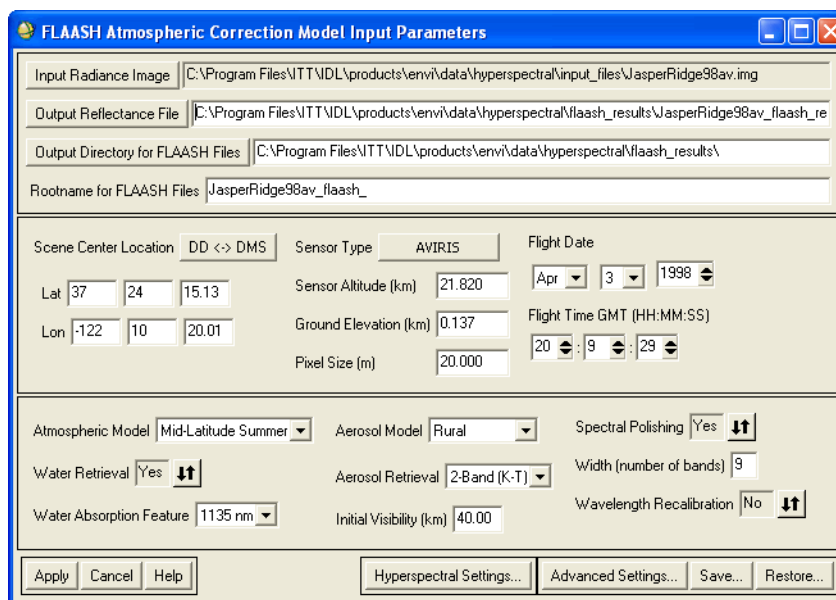 FLAASH Atmospheric Correction Model Input Parameters
Input Radiance Image C:\Program Files\ITT\IDL\products\envi\data\hyperspectral\input_files\JasperRidge98av.img
Output Reflectance File C:\Program Files\ITT\IDL\products\envi\data\hyperspectral\flaash_results\JasperRidge98av_flaash_re
Output Directory for FLAASH Files C:\Program Files\ITT\IDL\products\envi\data\hyperspectral\flaash_results\
Rootname for FLAASH Files JasperRidge98av_flaash_
Scene Center Location DD <-> DMS
Lat 37 24 15.13
Lon -122 10 20.01
Sensor Type AVIRIS
Sensor Altitude (km) 21.820
Ground Elevation (km) 0.137
Pixel Size (m) 20.000
Flight Date
Apr 3 1998
Flight Time GMT (HH:MM:SS)
20 : 9 : 29
Atmospheric Model Mid-Latitude Summer
Water Retrieval Yes
Water Absorption Feature 1135 nm
Aerosol Model Rural
Aerosol Retrieval 2-Band (K-T)
Initial Visibility (km) 40.00
Spectral Polishing Yes
Width (number of bands) 9
Wavelength Recalibration No
Apply Cancel Help Hyperspectral Settings... Advanced Settings... Save... Restore...